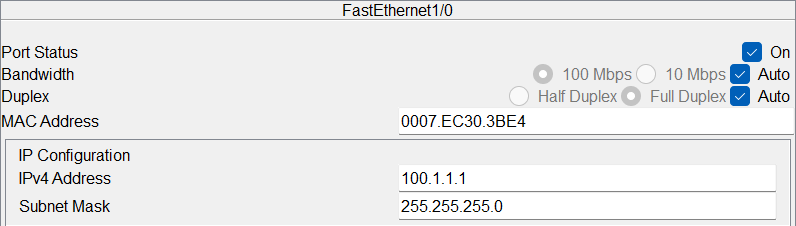 FastEthernet1/0
Port Status On
Bandwidth 100 Mbps 10 Mbps Auto
Duplex Half Duplex Full Duplex Auto
MAC Address 0007.EC30.3BE4
IP Configuration
IPv4 Address 100.1.1.1
Subnet Mask 255.255.255.0